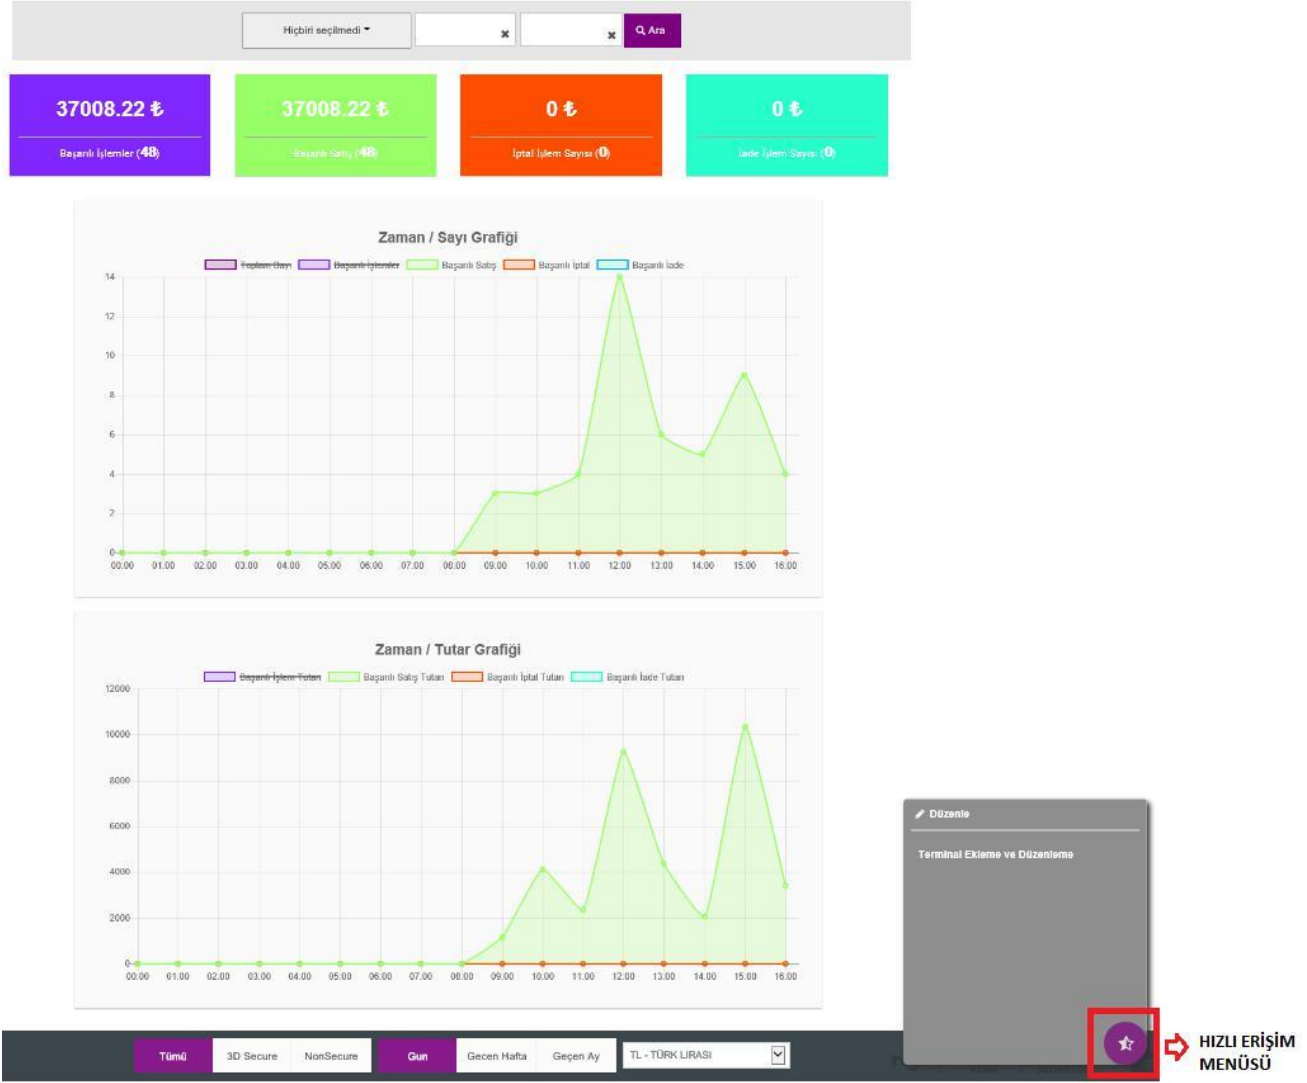 Hiçbiri seçilmedi
Ara
37008.22 ₺
Başarılı İşlemler (48)
37008.22 ₺
Başarılı Satış (48)
0 ₺
İptal İşlem Sayısı (0)
0 ₺
İade İşlem Sayısı (0)
Zaman / Sayı Grafiği
Toplam Sayı Başarılı İşlemler Başarılı Satış Başarılı İptal Başarılı İade
14
12
10
8
6
4
2
0
00:00 01:00 02:00 03:00 04:00 05:00 06:00 07:00 08:00 09:00 10:00 11:00 12:00 13:00 14:00 15:00 16:00
Zaman / Tutar Grafiği
Başarılı İşlem Tutarı Başarılı Satış Tutarı Başarılı İptal Tutarı Başarılı İade Tutarı
12000
10000
8000
6000
4000
2000
0
00:00 01:00 02:00 03:00 04:00 05:00 06:00 07:00 08:00 09:00 10:00 11:00 12:00 13:00 14:00 15:00 16:00
Düzenle
Terminal Ekleme ve Düzenleme
Tümü 3D Secure NonSecure Gun Gecen Hafta Geçen Ay TL - TÜRK LIRASI
HIZLI ERİŞİM
MENÜSÜ